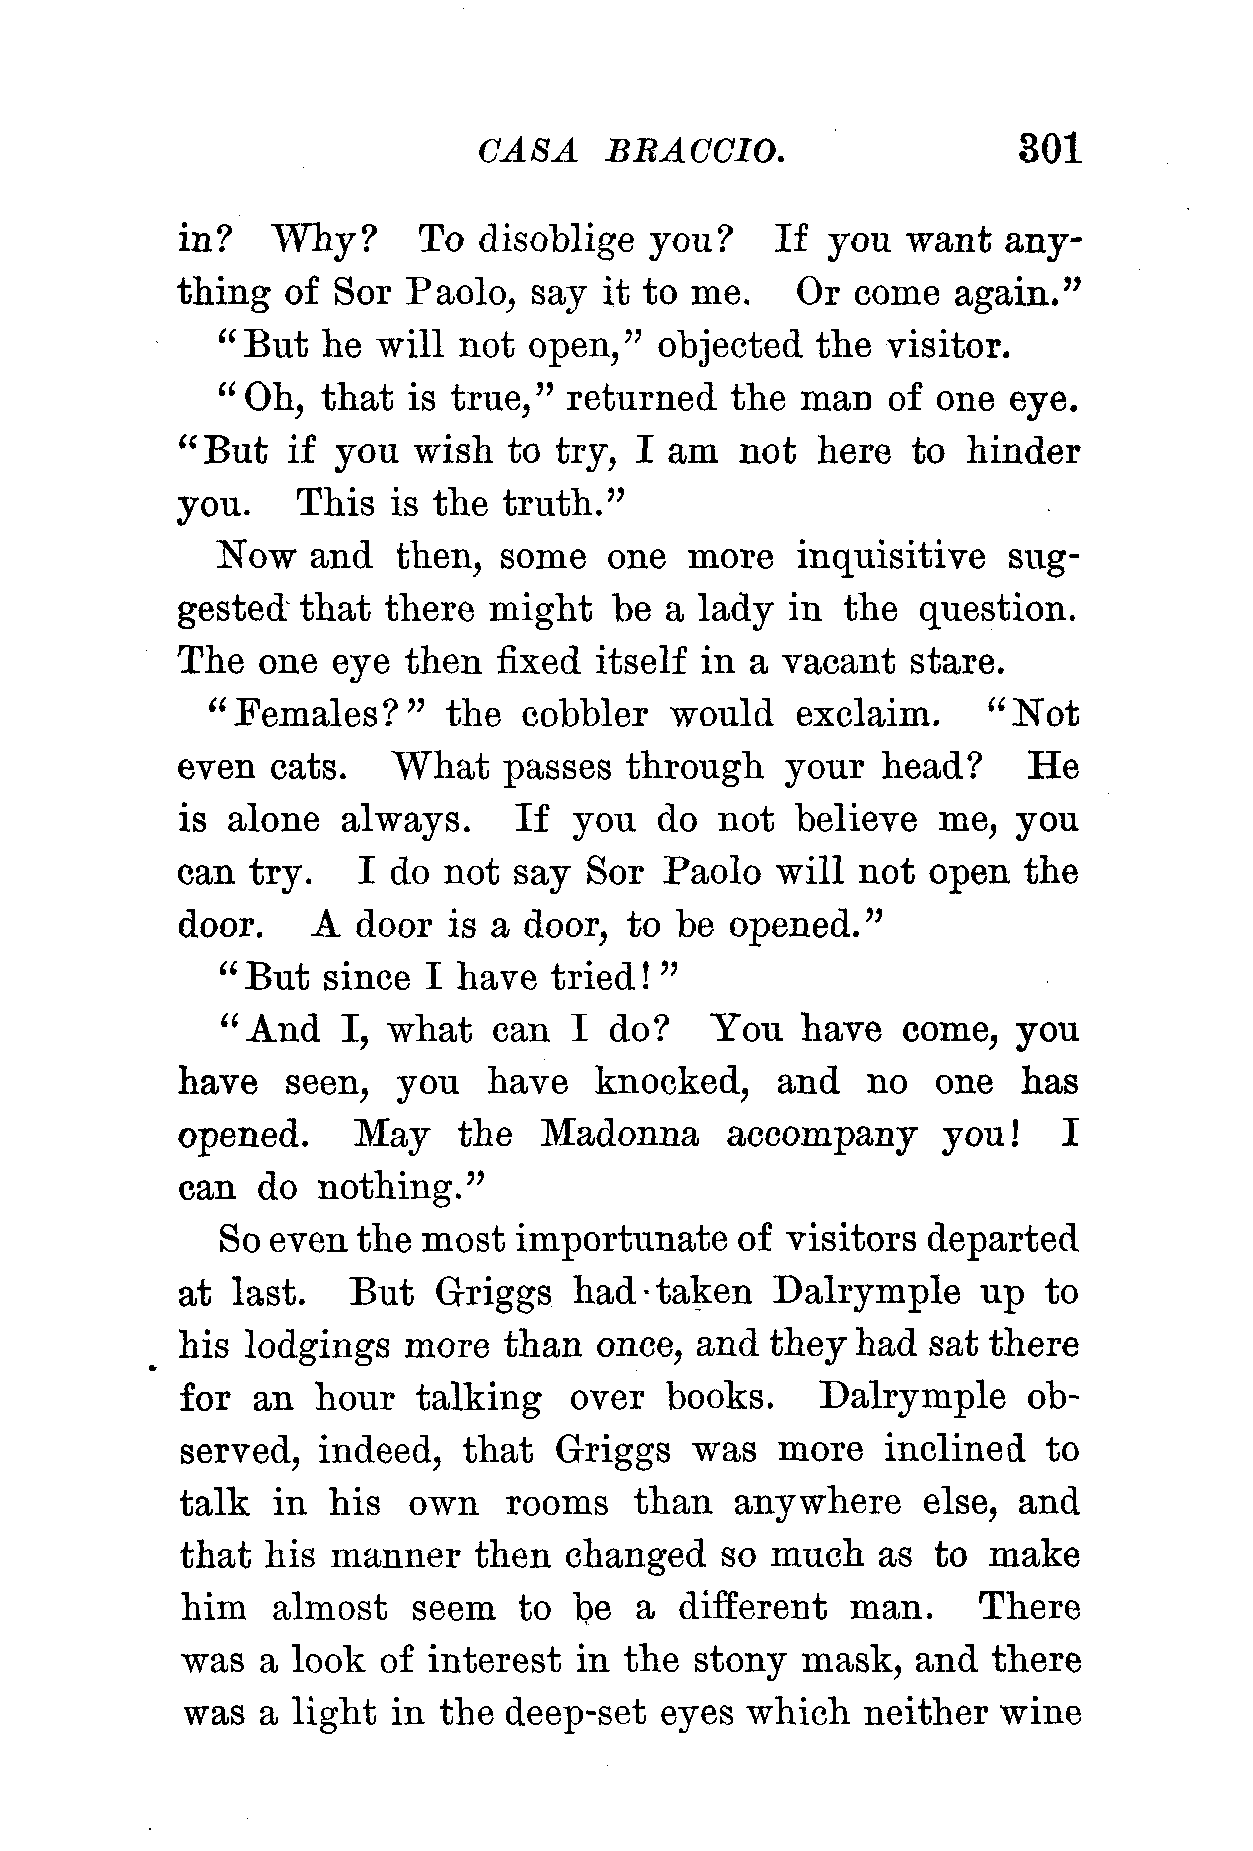 CASA BRACCIO. 301
in? Why? To disoblige you? If you want any-
thing of Sor Paolo, say it to me. Or come again.”
“But he will not open,” objected the visitor.
“Oh, that is true,” returned the man of one eye.
“But if you wish to try, I am not here to hinder
you. This is the truth.”
Now and then, some one more inquisitive sug-
gested that there might be a lady in the question.
The one eye then fixed itself in a vacant stare.
“Females?” the cobbler would exclaim. “Not
even cats. What passes through your head? He
is alone always. If you do not believe me, you
can try. I do not say Sor Paolo will not open the
door. A door is a door, to be opened.”
“But since I have tried!”
“And I, what can I do? You have come, you
have seen, you have knocked, and no one has
opened. May the Madonna accompany you! I
can do nothing.”
So even the most importunate of visitors departed
at last. But Griggs had taken Dalrymple up to
his lodgings more than once, and they had sat there
for an hour talking over books. Dalrymple ob-
served, indeed, that Griggs was more inclined to
talk in his own rooms than anywhere else, and
that his manner then changed so much as to make
him almost seem to be a different man. There
was a look of interest in the stony mask, and there
was a light in the deep-set eyes which neither wine